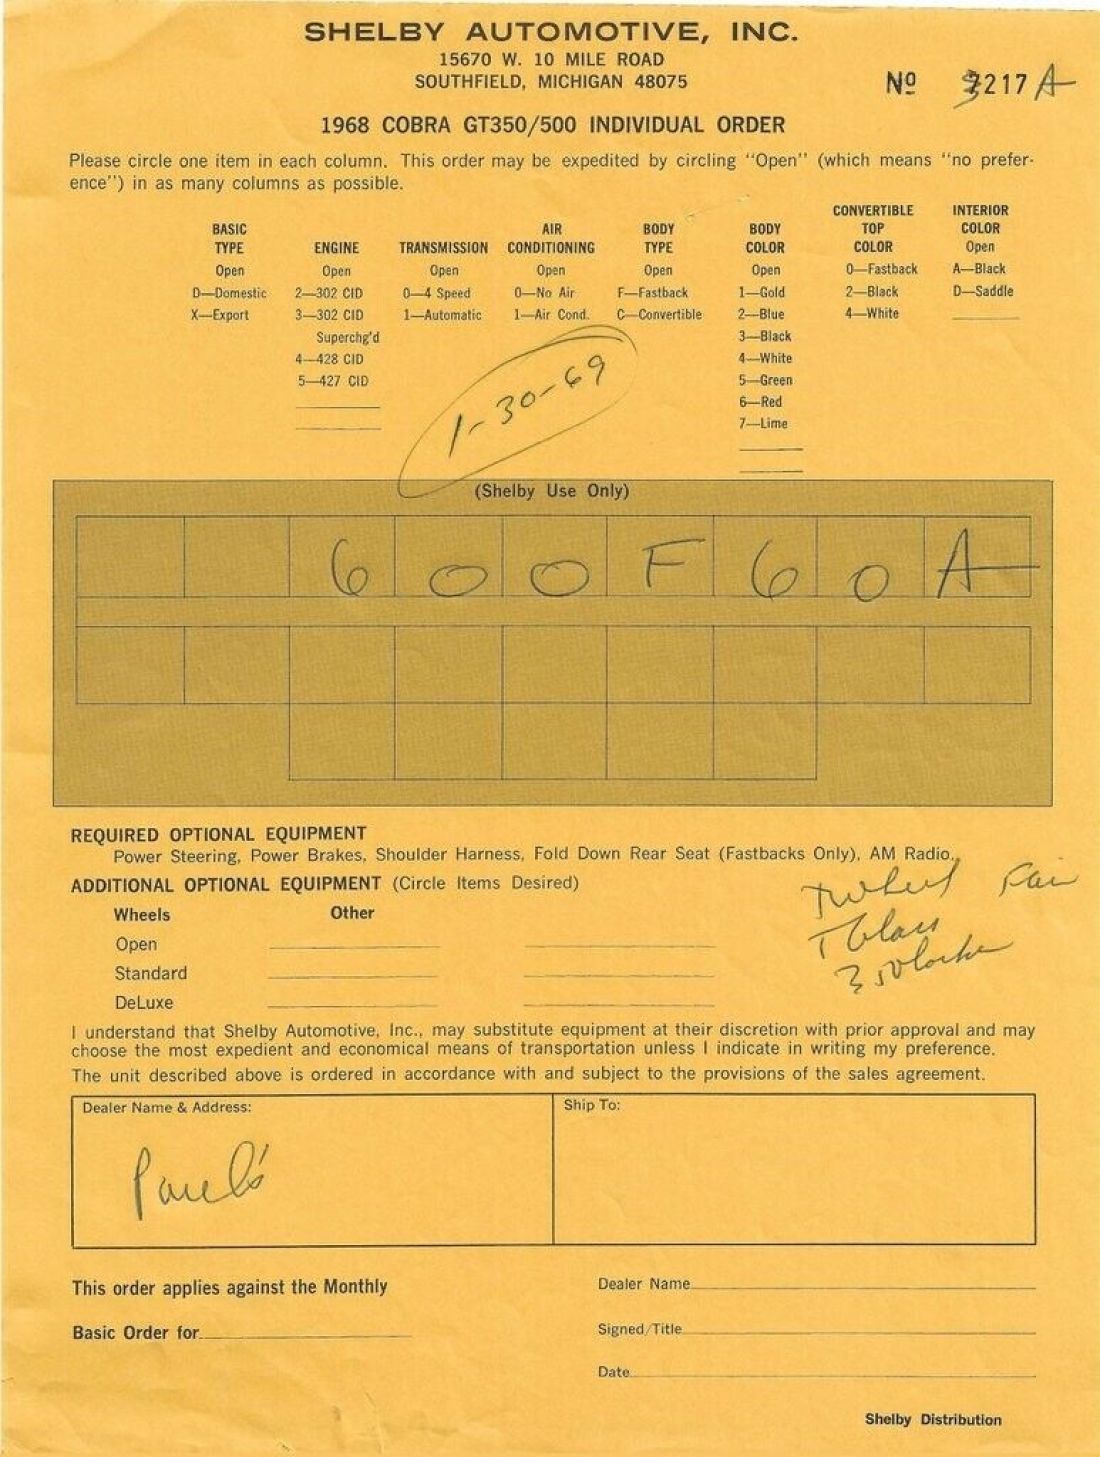 SHELBY AUTOMOTIVE, INC.
15670 W. 10 MILE ROAD
SOUTHFIELD, MICHIGAN 48075
Nº 217 A
1968 COBRA GT350/500 INDIVIDUAL ORDER
Please circle one item in each column. This order may be expedited by circling "Open" (which means "no prefer-
ence") in as many columns as possible.
BASIC TYPE
Open
D—Domestic
X—Export
ENGINE
Open
2—302 CID
3—302 CID
Superchg'd
4—428 CID
5—427 CID
TRANSMISSION
Open
0—4 Speed
1—Automatic
AIR CONDITIONING
Open
0—No Air
1—Air Cond.
BODY TYPE
Open
F—Fastback
C—Convertible
BODY COLOR
Open
1—Gold
2—Blue
3—Black
4—White
5—Green
6—Red
7—Lime
CONVERTIBLE TOP COLOR
0—Fastback
2—Black
4—White
INTERIOR COLOR
Open
A—Black
D—Saddle
1-30-69
(Shelby Use Only)
6 0 0 F 6 0 A
REQUIRED OPTIONAL EQUIPMENT
Power Steering, Power Brakes, Shoulder Harness, Fold Down Rear Seat (Fastbacks Only), AM Radio.
ADDITIONAL OPTIONAL EQUIPMENT (Circle Items Desired)
Wheels Other
Open
Standard
DeLuxe
T Wheel
T Glass
I understand that Shelby Automotive, Inc., may substitute equipment at their discretion with prior approval and may
choose the most expedient and economical means of transportation unless I indicate in writing my preference.
The unit described above is ordered in accordance with and subject to the provisions of the sales agreement.
Dealer Name & Address:
Ship To:
This order applies against the Monthly
Basic Order for
Dealer Name
Signed/Title
Date
Shelby Distribution